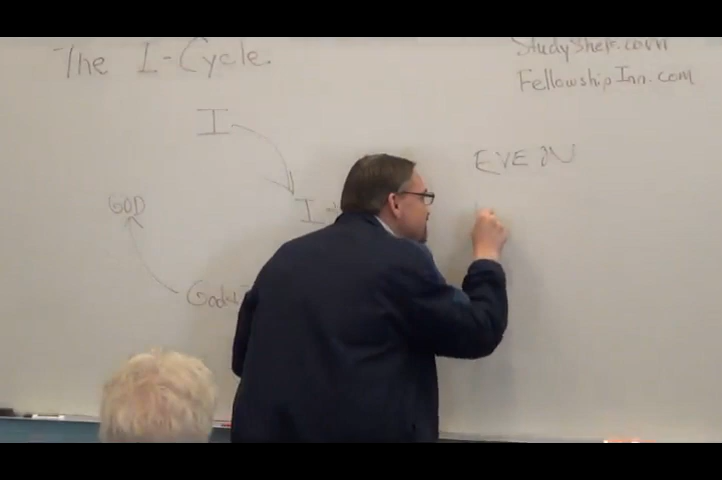 The I-Cycle
StudyShelf.com
FellowshipInn.com
I
EVEN
GOD
I